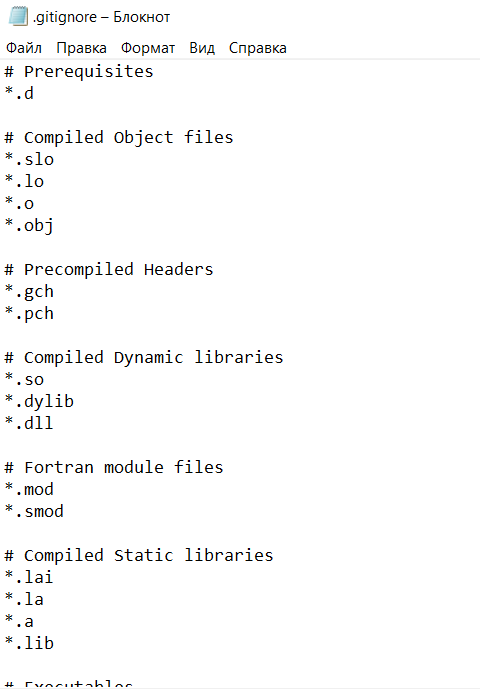 .gitignore – Блокнот
Файл Правка Формат Вид Справка
# Prerequisites
*.d

# Compiled Object files
*.slo
*.lo
*.o
*.obj

# Precompiled Headers
*.gch
*.pch

# Compiled Dynamic libraries
*.so
*.dylib
*.dll

# Fortran module files
*.mod
*.smod

# Compiled Static libraries
*.lai
*.la
*.a
*.lib

# Executables